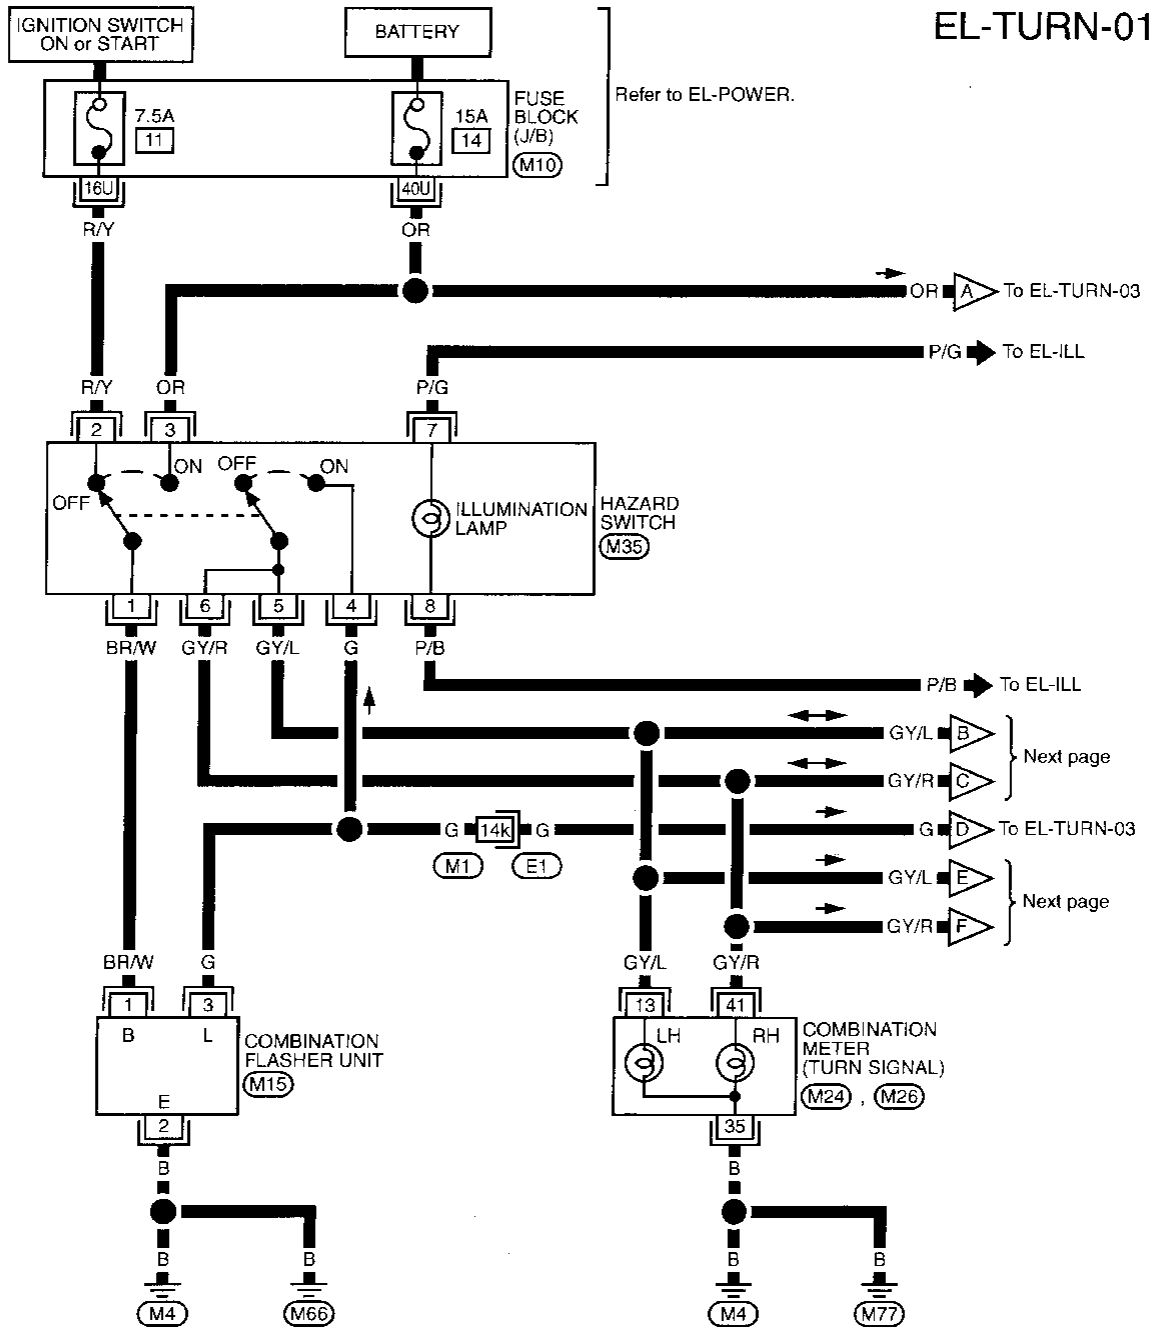 EL-TURN-01
IGNITION SWITCH
ON or START
BATTERY
7.5A
11
15A
14
FUSE
BLOCK
(J/B)
M10
Refer to EL-POWER.
16U
40U
R/Y
OR
OR
A
To EL-TURN-03
P/G
To EL-ILL
R/Y
OR
P/G
2
3
7
OFF
ON
OFF
ON
ILLUMINATION
LAMP
HAZARD
SWITCH
M35
1
6
5
4
8
BR/W
GY/R
GY/L
G
P/B
P/B
To EL-ILL
GY/L
B
GY/R
C
Next page
G
14k
G
M1
E1
G
D
To EL-TURN-03
GY/L
E
GY/R
F
Next page
BR/W
G
GY/L
GY/R
1
3
13
41
B
L
E
COMBINATION
FLASHER UNIT
M15
LH
RH
COMBINATION
METER
(TURN SIGNAL)
M24 , M26
2
35
B
B
B
B
B
B
M4
M66
M4
M77